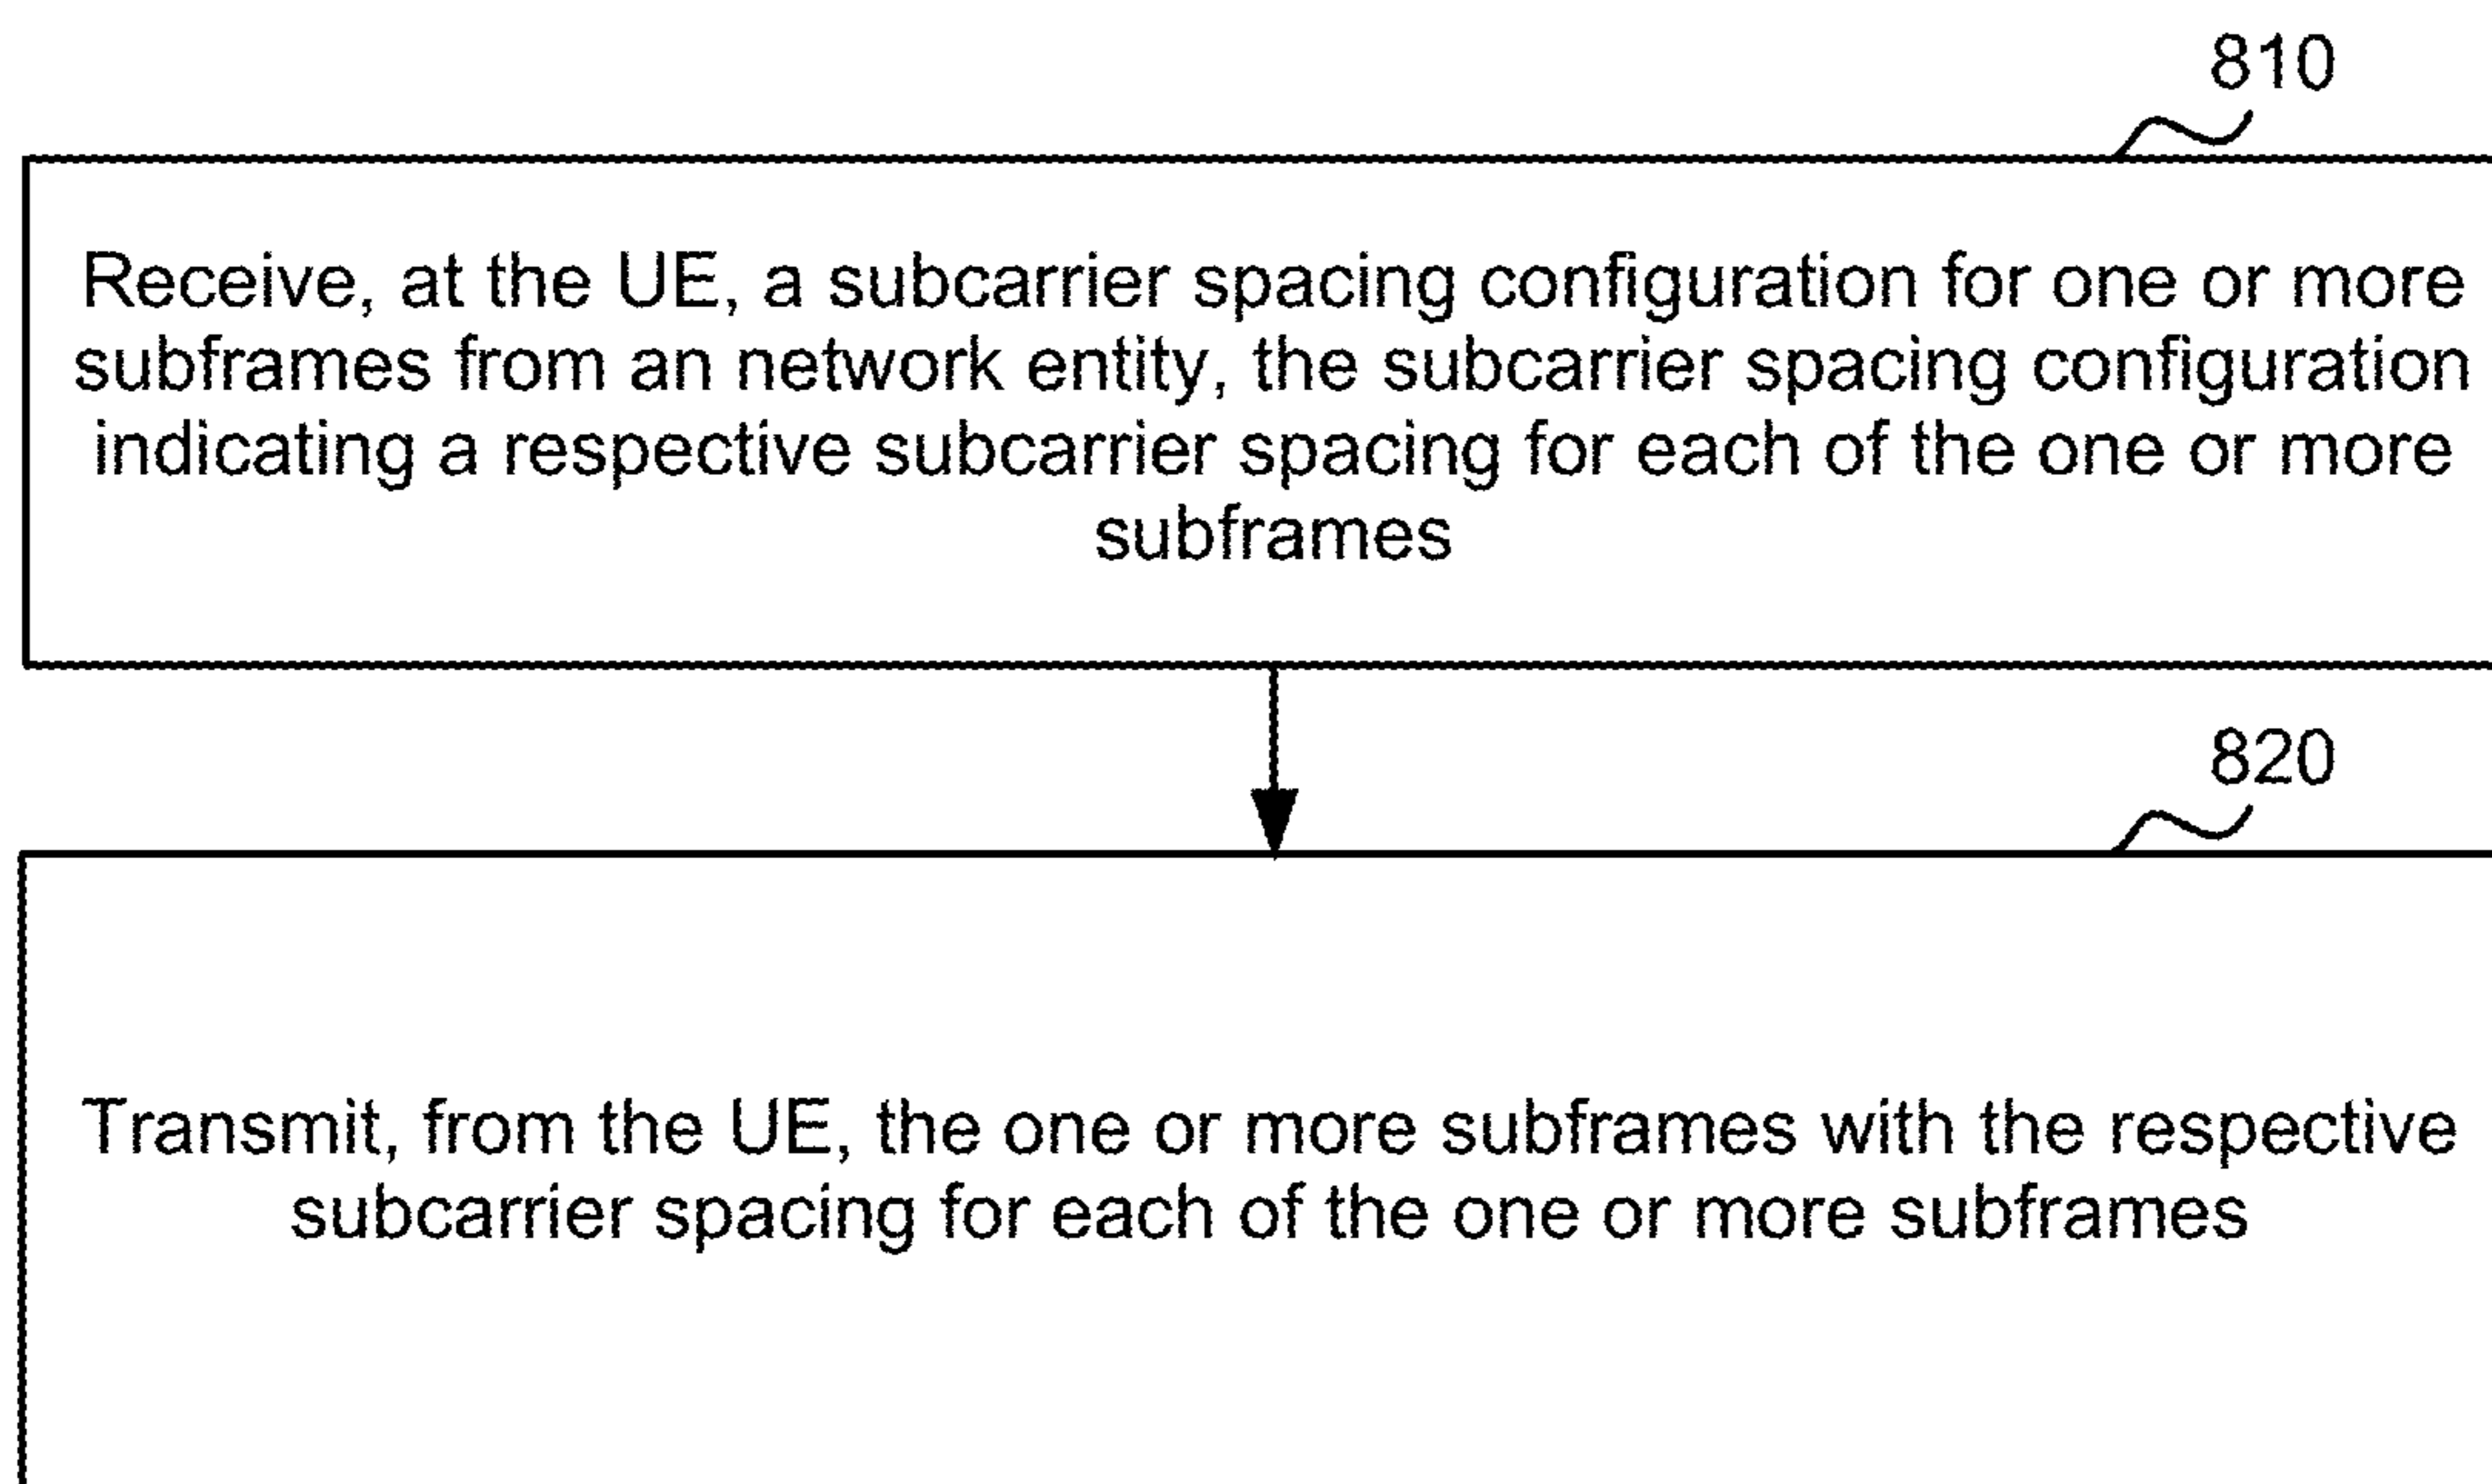 810
Receive, at the UE, a subcarrier spacing configuration for one or more
subframes from an network entity, the subcarrier spacing configuration
indicating a respective subcarrier spacing for each of the one or more
subframes
820
Transmit, from the UE, the one or more subframes with the respective
subcarrier spacing for each of the one or more subframes